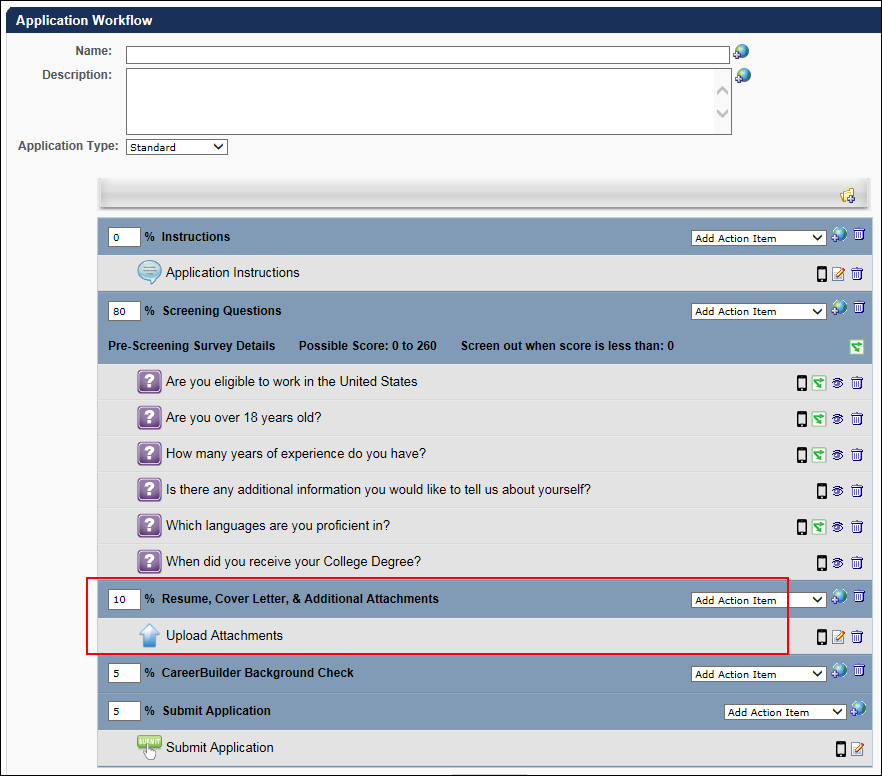 Application Workflow
Name:
Description:
Application Type: Standard
0 % Instructions Add Action Item
Application Instructions
80 % Screening Questions Add Action Item
Pre-Screening Survey Details Possible Score: 0 to 260 Screen out when score is less than: 0
? Are you eligible to work in the United States
? Are you over 18 years old?
? How many years of experience do you have?
? Is there any additional information you would like to tell us about yourself?
? Which languages are you proficient in?
? When did you receive your College Degree?
10 % Resume, Cover Letter, & Additional Attachments Add Action Item
Upload Attachments
5 % CareerBuilder Background Check Add Action Item
5 % Submit Application Add Action Item
SUBMIT Submit Application